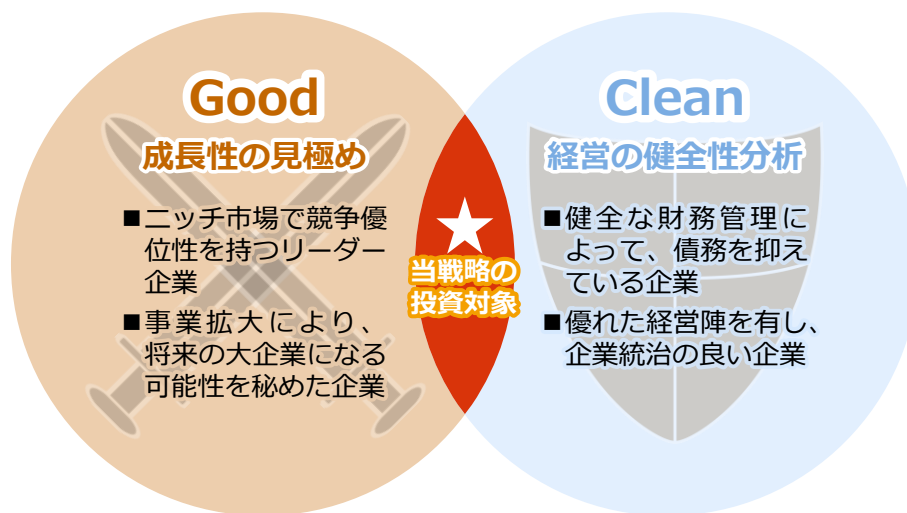 Good
成長性の見極め
■ニッチ市場で競争優
位性を持つリーダー
企業
■事業拡大により、
将来の大企業になる
可能性を秘めた企業
当戦略の
投資対象
Clean
経営の健全性分析
■健全な財務管理に
よって、債務を抑え
ている企業
■優れた経営陣を有し、
企業統治の良い企業